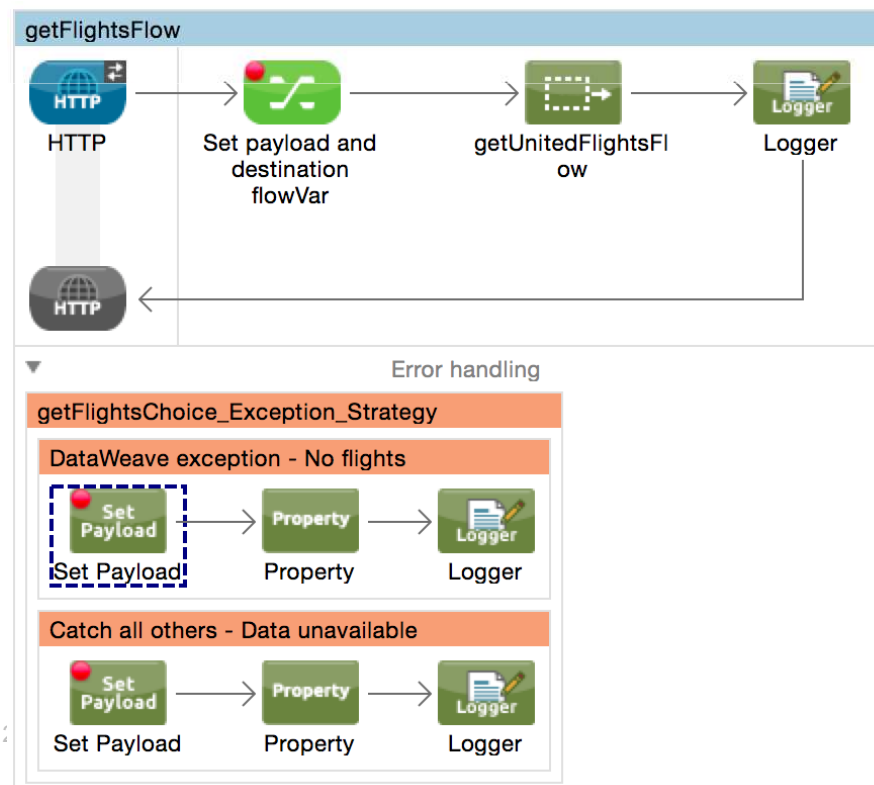 getFlightsFlow
HTTP
Logger
HTTP
Set payload and
destination
flowVar
getUnitedFlightsFl
ow
Logger
HTTP
Error handling
getFlightsChoice_Exception_Strategy
DataWeave exception - No flights
Set
Payload
Property
Logger
Set Payload
Property
Logger
Catch all others - Data unavailable
Set
Payload
Property
Logger
Set Payload
Property
Logger